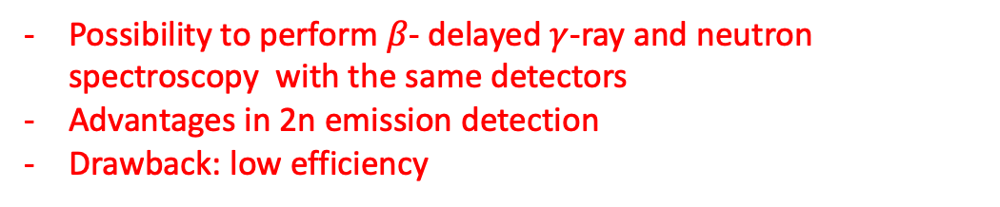 - Possibility to perform β- delayed γ-ray and neutron
spectroscopy with the same detectors
- Advantages in 2n emission detection
- Drawback: low efficiency